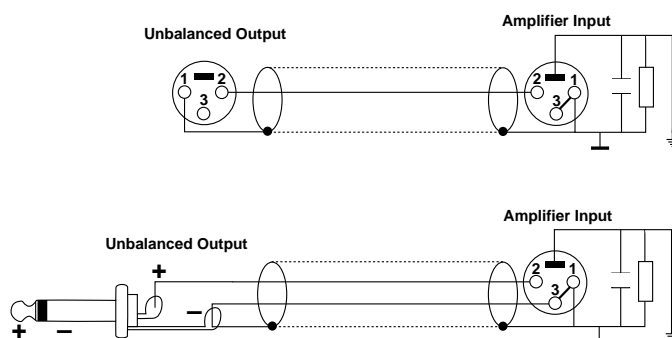 Amplifier Input
Unbalanced Output
1 2
3
2 1
3
Amplifier Input
Unbalanced Output
+
2 1
3
−
+ −